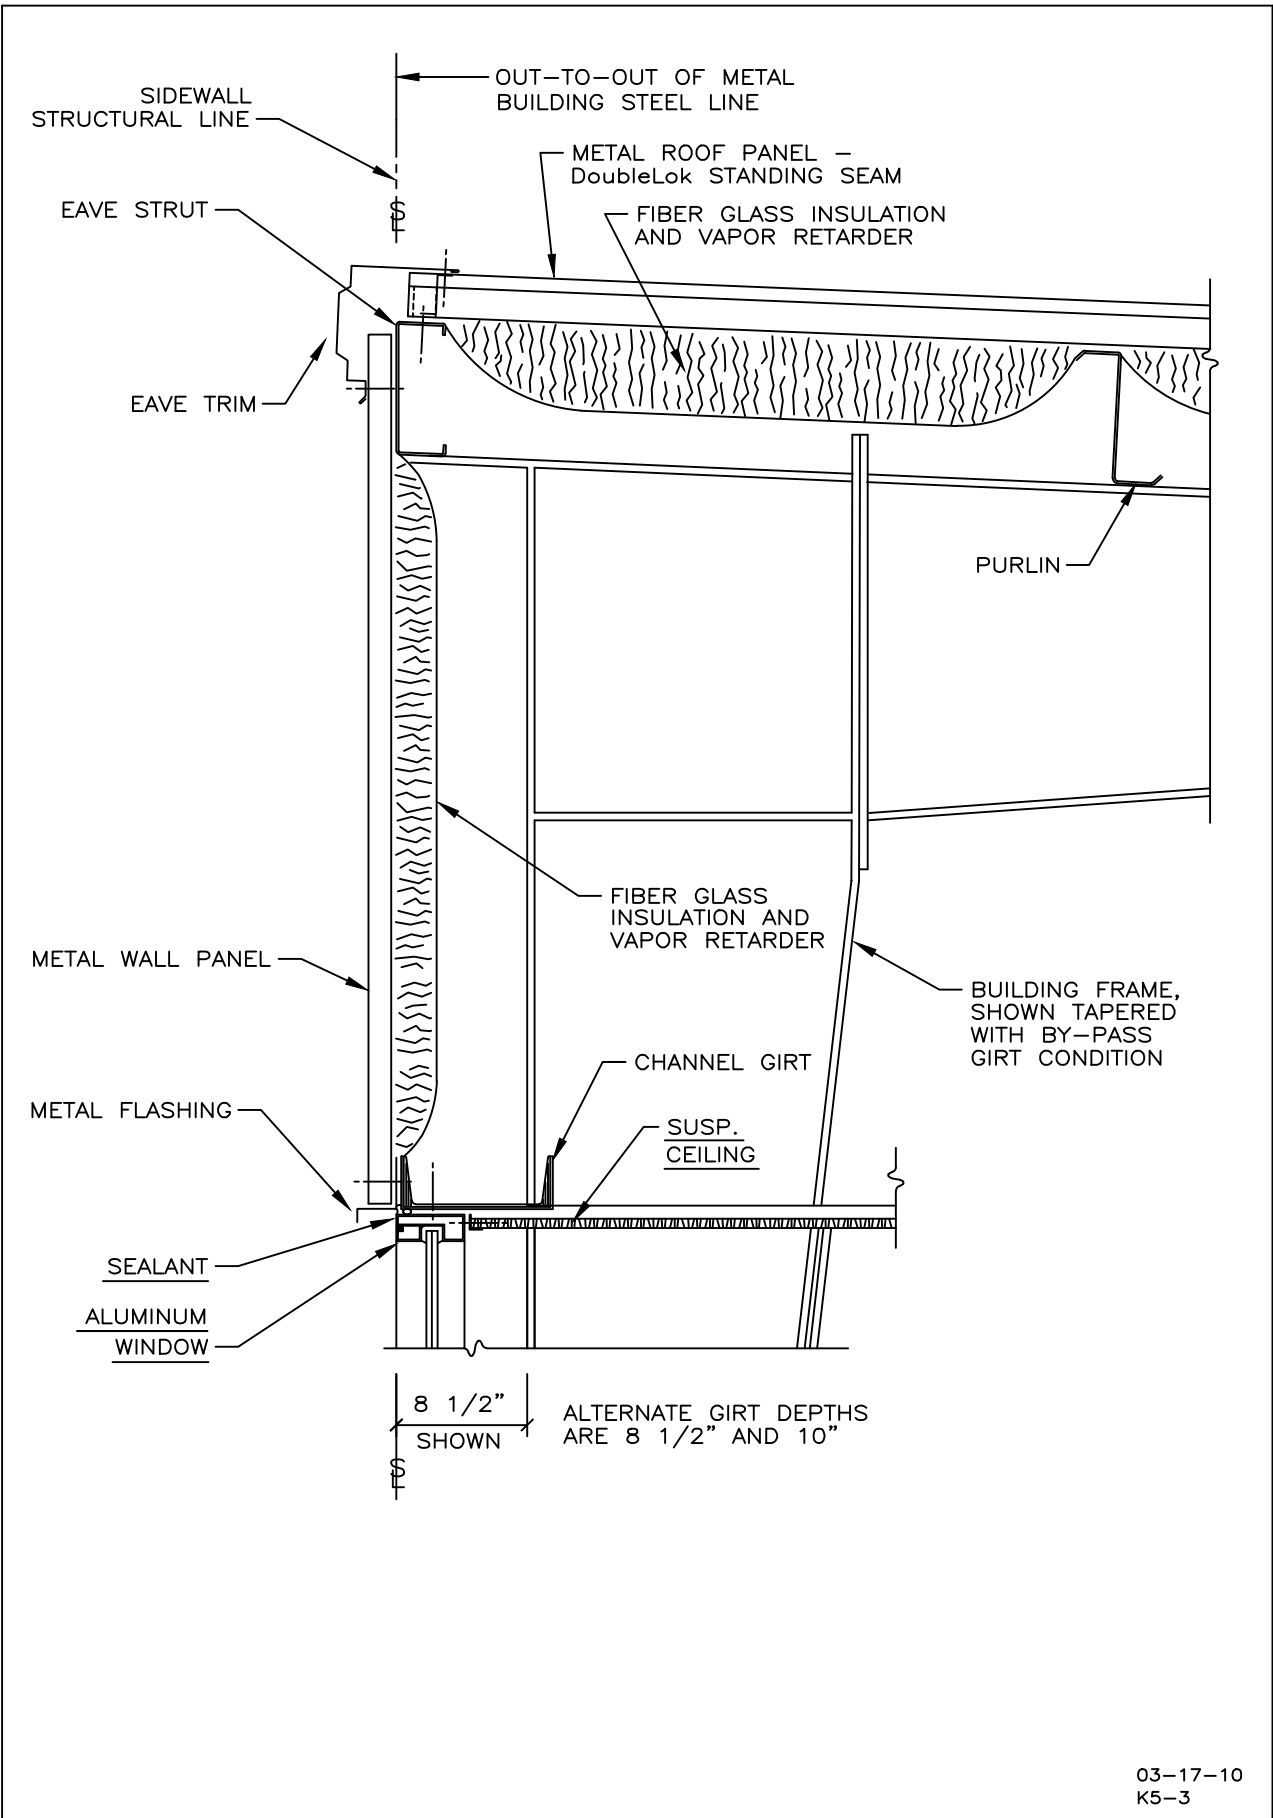 OUT-TO-OUT OF METAL
BUILDING STEEL LINE
SIDEWALL
STRUCTURAL LINE
METAL ROOF PANEL -
DoubleLok STANDING SEAM
EAVE STRUT
SL
FIBER GLASS INSULATION
AND VAPOR RETARDER
EAVE TRIM
PURLIN
FIBER GLASS
INSULATION AND
VAPOR RETARDER
METAL WALL PANEL
BUILDING FRAME,
SHOWN TAPERED
WITH BY-PASS
GIRT CONDITION
CHANNEL GIRT
METAL FLASHING
SUSP.
CEILING
SEALANT
ALUMINUM
WINDOW
8 1/2”
SHOWN
ALTERNATE GIRT DEPTHS
ARE 8 1/2” AND 10”
SL
03-17-10
K5-3